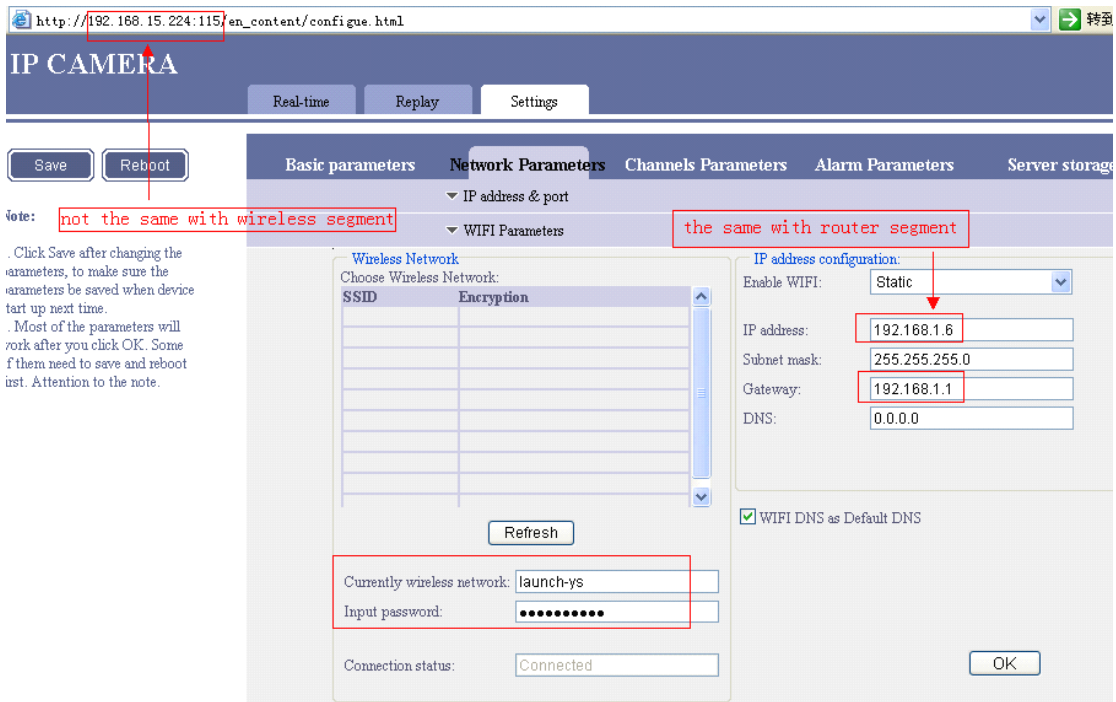 http://192.168.15.224:115/en_content/configue.html
转到
IP CAMERA
Real-time Replay Settings
Save Reboot
Basic parameters Network Parameters Channels Parameters Alarm Parameters Server storage
IP address & port
Note:
not the same with wireless segment
WIFI Parameters
the same with router segment
. Click Save after changing the
parameters, to make sure the
parameters be saved when device
start up next time.
. Most of the parameters will
work after you click OK. Some
of them need to save and reboot
first. Attention to the note.
Wireless Network
Choose Wireless Network:
SSID Encryption
Refresh
Currently wireless network: launch-ys
Input password: ●●●●●●●●●●
Connection status: Connected
IP address configuration:
Enable WIFI: Static
IP address: 192.168.1.6
Subnet mask: 255.255.255.0
Gateway: 192.168.1.1
DNS: 0.0.0.0
WIFI DNS as Default DNS
OK